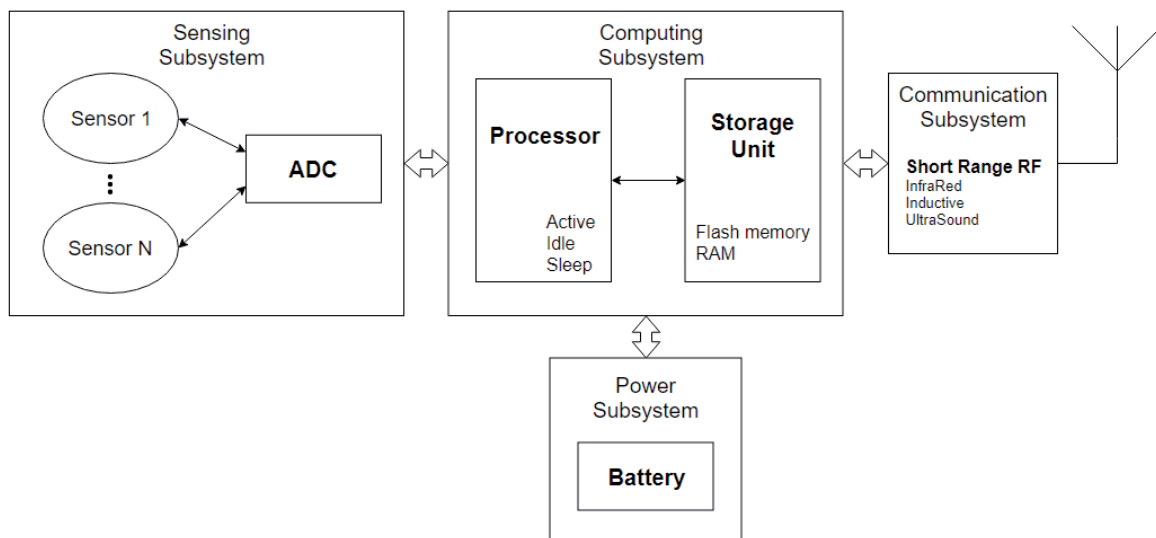 Sensing
Subsystem
Sensor 1
Sensor N
ADC
Computing
Subsystem
Processor
Active
Idle
Sleep
Storage
Unit
Flash memory
RAM
Communication
Subsystem
Short Range RF
InfraRed
Inductive
UltraSound
Power
Subsystem
Battery